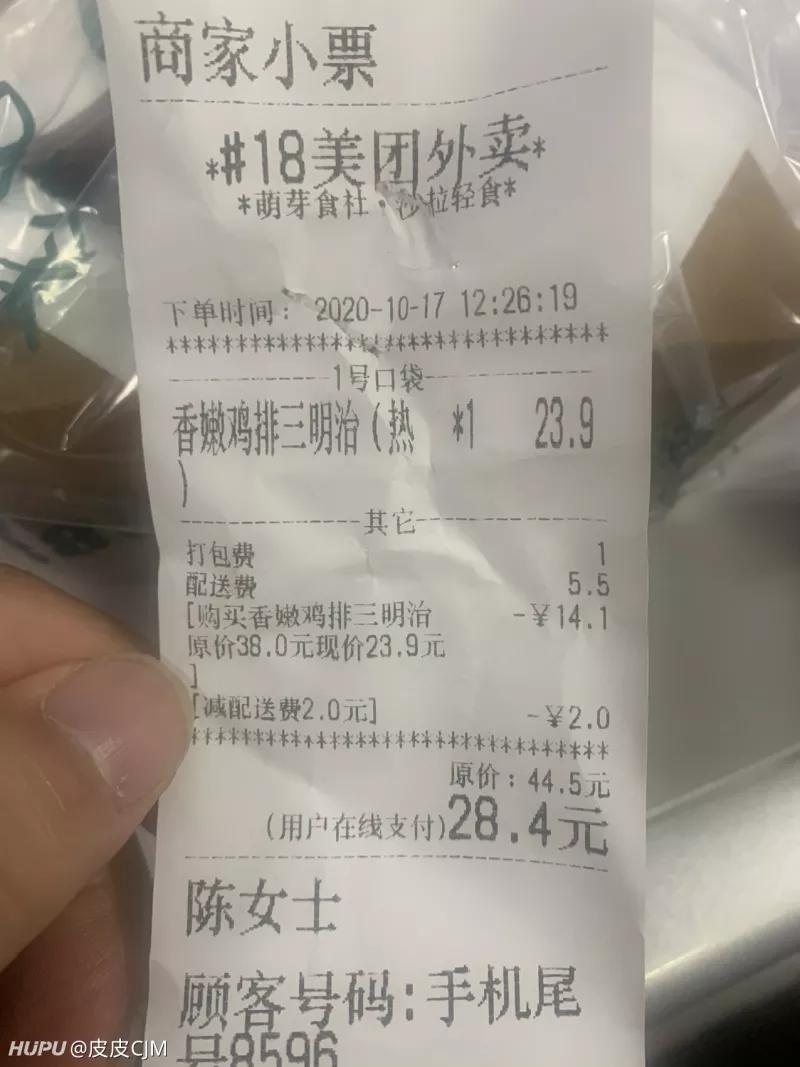 商家小票
*#18美团外卖*
*萌芽食社·沙拉轻食*
下单时间: 2020-10-17 12:26:19
********************************
1号口袋
香嫩鸡排三明治(热 *1 23.9
)
其它
打包费 1
配送费 5.5
[购买香嫩鸡排三明治 -¥14.1
原价38.0元现价23.9元
]
[减配送费2.0元] -¥2.0
********************************
原价:44.5元
(用户在线支付)28.4元
陈女士
顾客号码:手机尾
号8596
HUPU @皮皮CJM